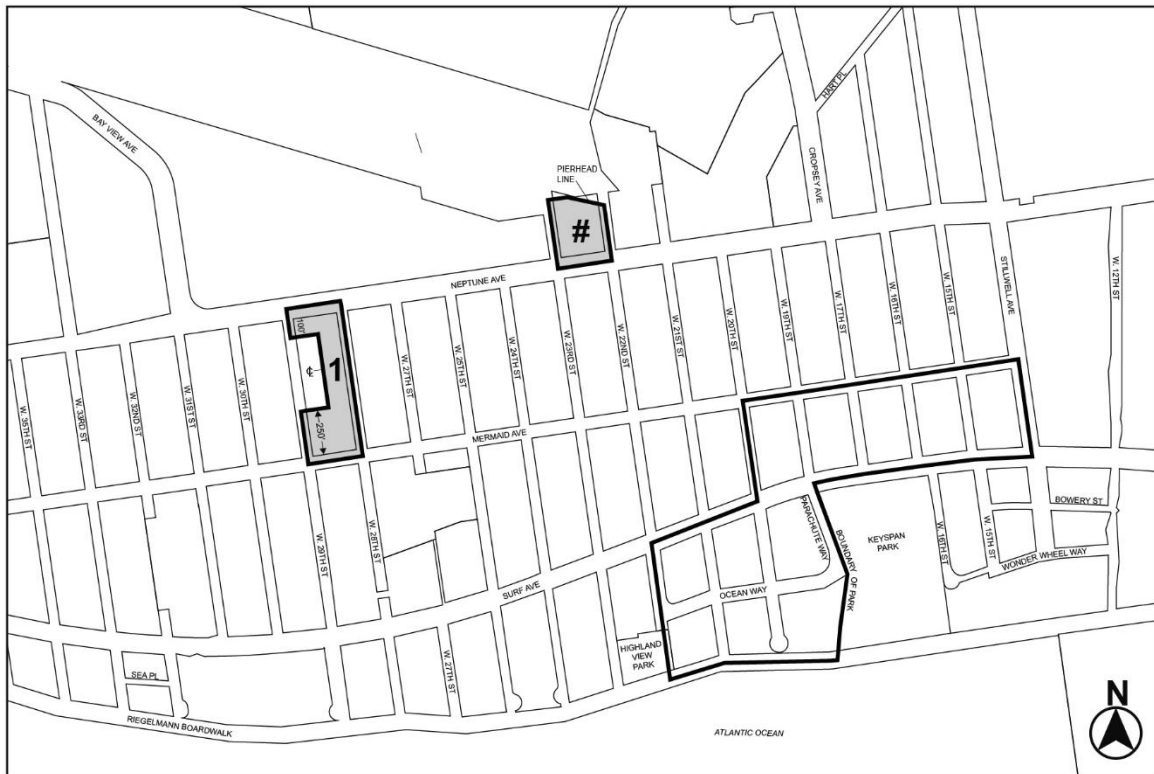 BAY VIEW AVE
HART PL
CROPSEY AVE
PIERHEAD
LINE
#
NEPTUNE AVE
STILLWELL AVE
W. 12TH ST
W. 15TH ST
W. 16TH ST
W. 17TH ST
W. 19TH ST
W. 20TH ST
W. 21ST ST
W. 22ND ST
W. 23RD ST
W. 24TH ST
W. 25TH ST
W. 27TH ST
100'
1
℄
250'
W. 30TH ST
W. 31ST ST
W. 32ND ST
W. 33RD ST
W. 35TH ST
MERMAID AVE
W. 29TH ST
W. 28TH ST
SURF AVE
PARACHUTE WAY
BOUNDARY OF PARK
KEYSPAN
PARK
W. 16TH ST
W. 15TH ST
BOWERY ST
WONDER WHEEL WAY
OCEAN WAY
HIGHLAND
VIEW
PARK
W. 27TH ST
SEA PL
RIEGELMANN BOARDWALK
ATLANTIC OCEAN
N